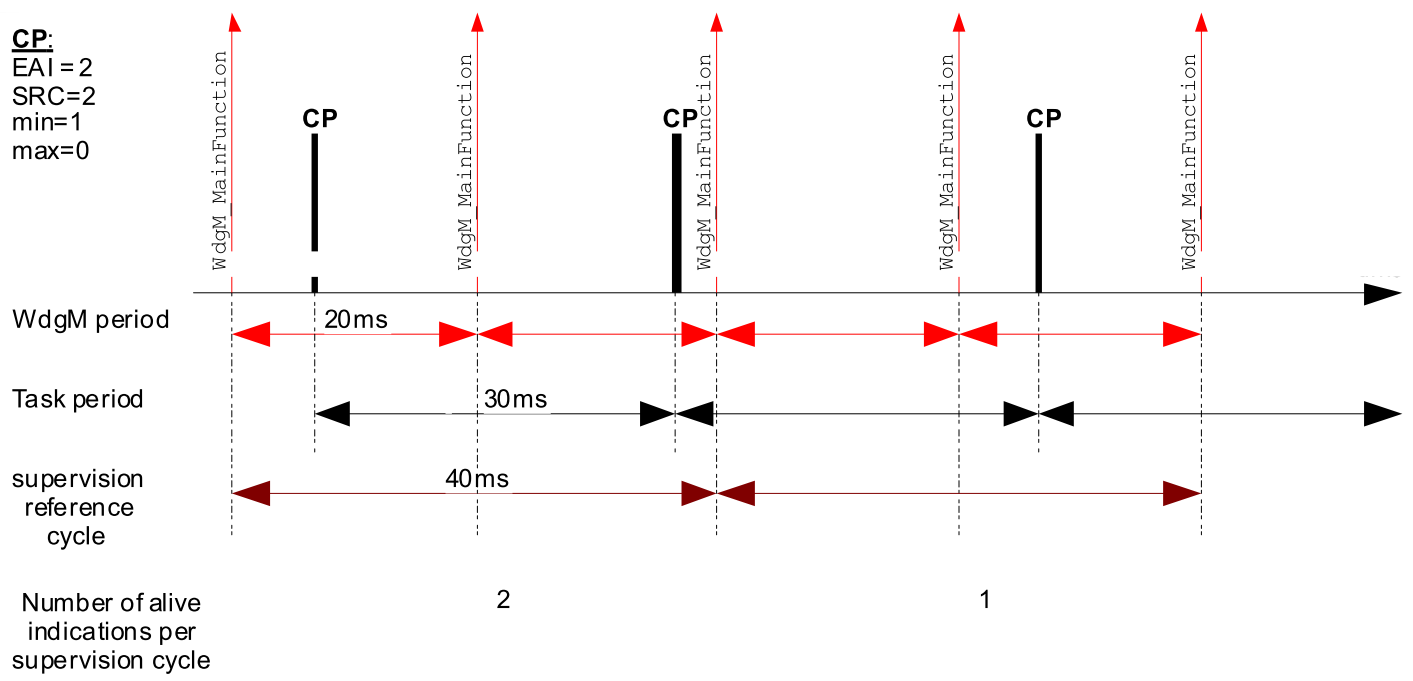 CP:
EAI = 2
SRC=2
min=1
max=0
WdgM_MainFunction
WdgM_MainFunction
WdgM_MainFunction
WdgM_MainFunction
WdgM_MainFunction
CP
CP
CP
WdgM period
20ms
Task period
30ms
supervision
reference
cycle
40ms
Number of alive
indications per
supervision cycle
2
1